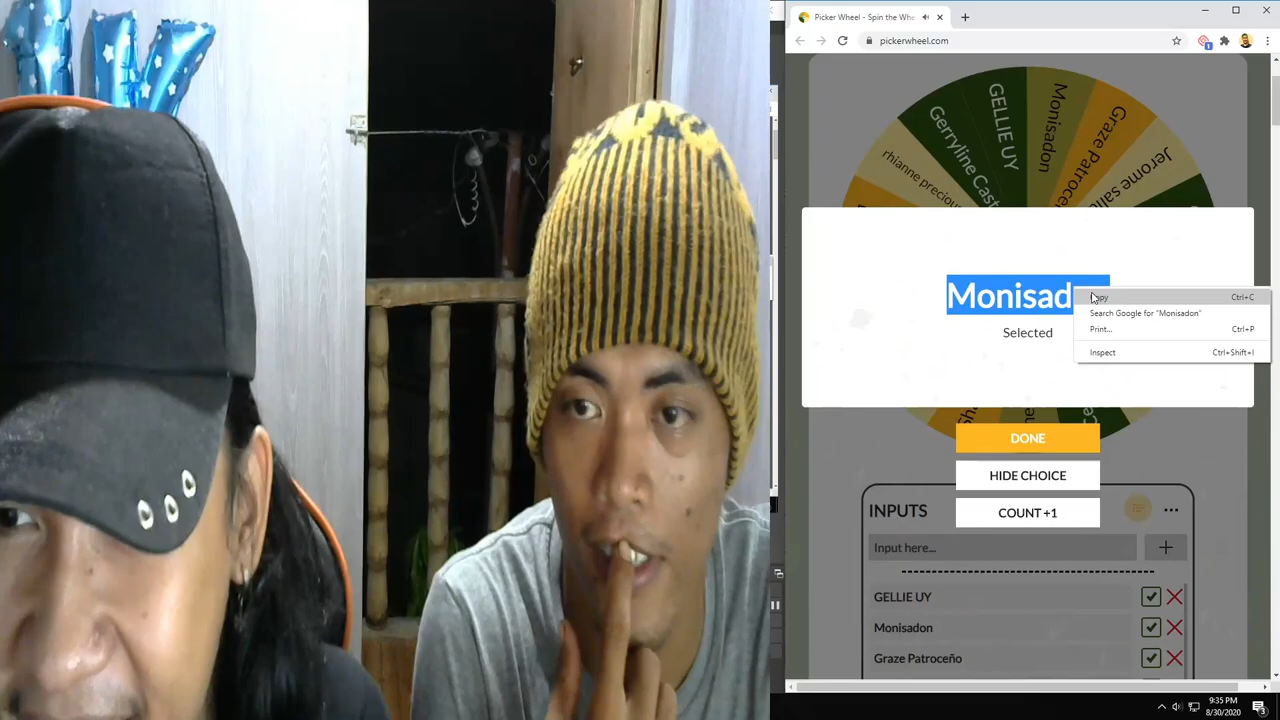 Picker Wheel - Spin the Whe
pickerwheel.com
rhianne precious
Gerryline Cast
GELLIE UY
Monisadon
Graze Patrocen
Jerome salle
Monisad
Copy Ctrl+C
Search Google for "Monisadon"
Print... Ctrl+P
Inspect Ctrl+Shift+I
Selected
DONE
HIDE CHOICE
COUNT +1
INPUTS
Input here...
GELLIE UY
Monisadon
Graze Patroceño
9:35 PM
8/30/2020